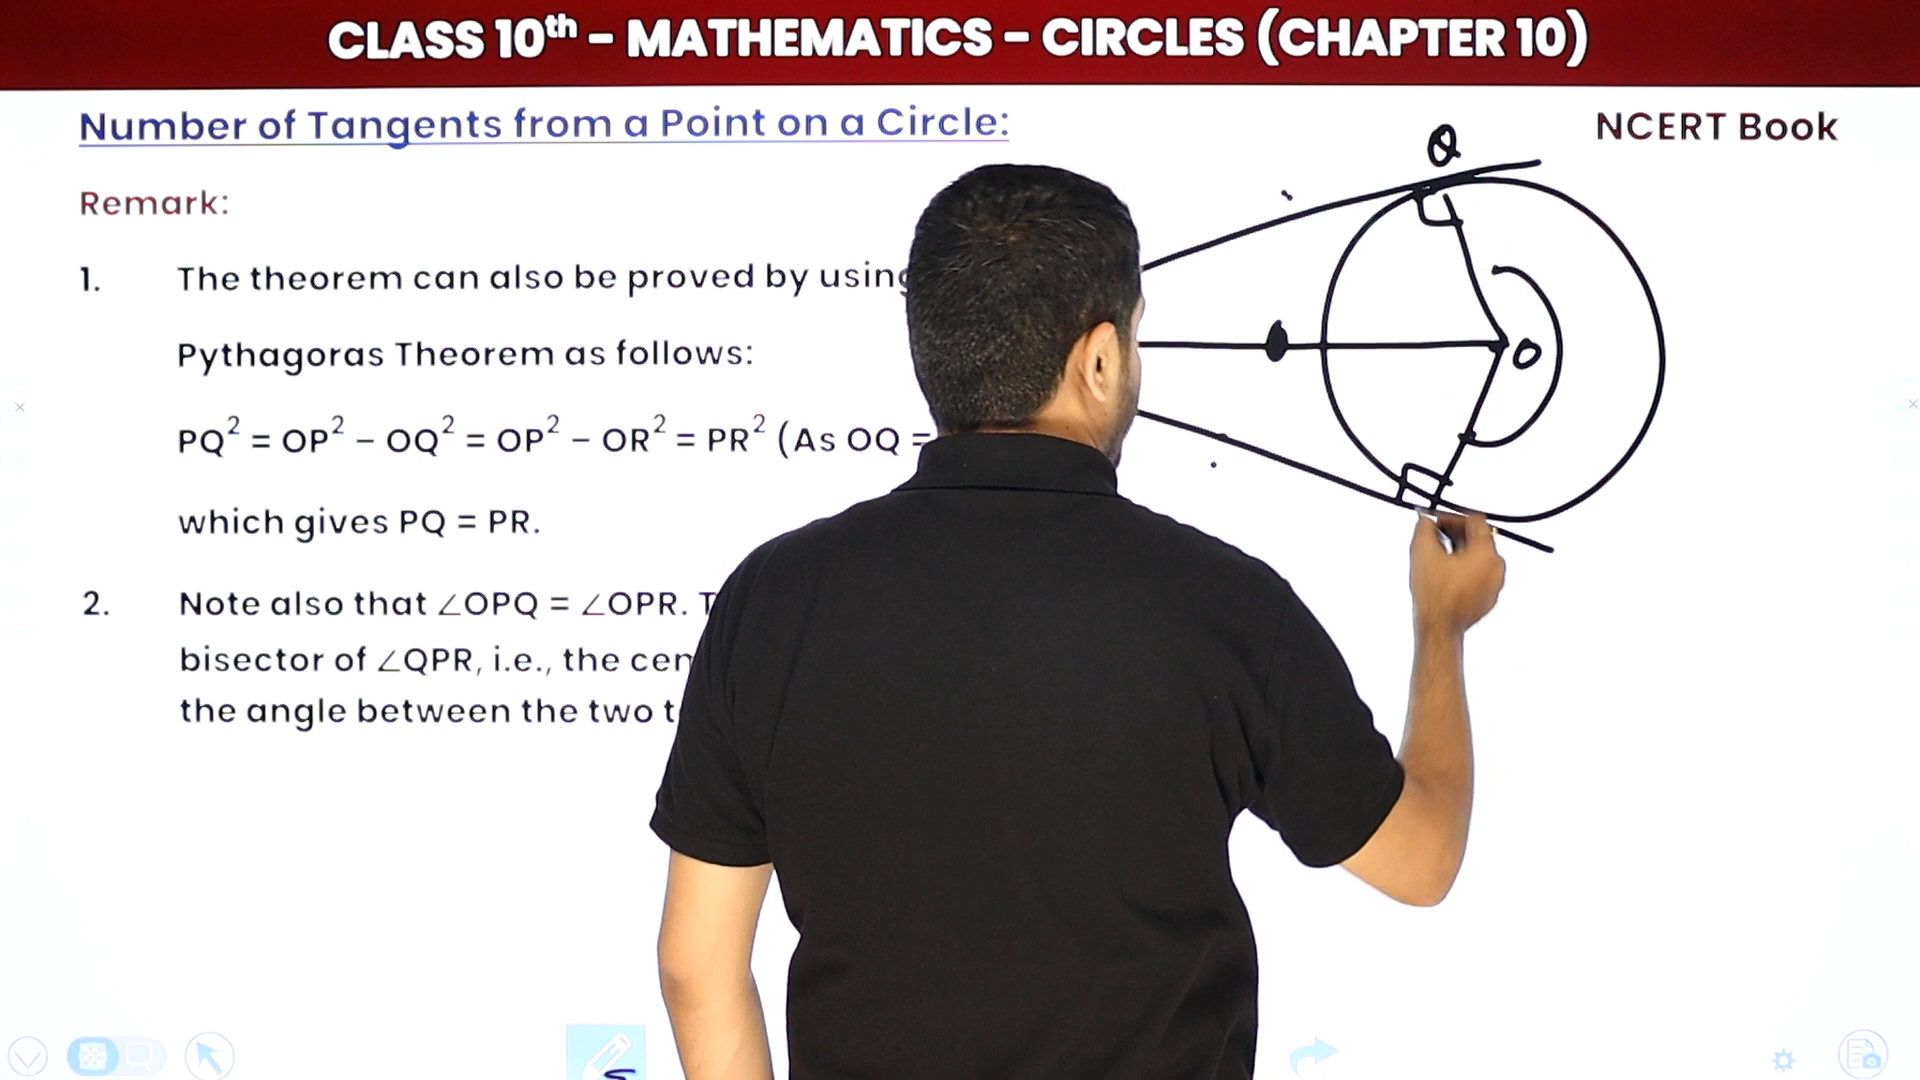 CLASS 10th - MATHEMATICS - CIRCLES (CHAPTER 10)
Number of Tangents from a Point on a Circle:
NCERT Book
Q
Remark:
1. The theorem can also be proved by using
Pythagoras Theorem as follows:
O
PQ² = OP² – OQ² = OP² – OR² = PR² (As OQ =
which gives PQ = PR.
2. Note also that ∠OPQ = ∠OPR.
bisector of ∠QPR, i.e., the
the angle between the two